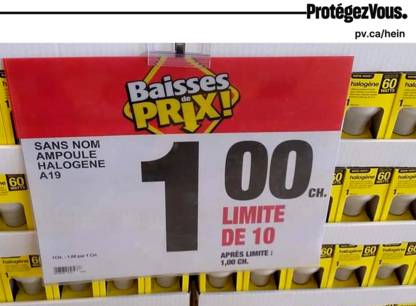 ProtégezVous.
pv.ca/hein
Baisses
de
PRIX!
SANS NOM
AMPOULE
HALOGENE
A19
1 00
CH.
LIMITE
DE 10
APRÈS LIMITE :
1,00 CH.
halogène 60